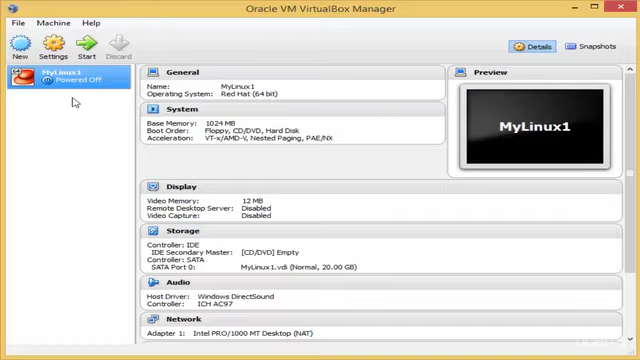 Oracle VM VirtualBox Manager
File Machine Help
New Settings Start Discard
Details Snapshots
64
MyLinux1
Powered Off
General
Name: MyLinux1
Operating System: Red Hat (64 bit)
System
Base Memory: 1024 MB
Boot Order: Floppy, CD/DVD, Hard Disk
Acceleration: VT-x/AMD-V, Nested Paging, PAE/NX
Preview
MyLinux1
Display
Video Memory: 12 MB
Remote Desktop Server: Disabled
Video Capture: Disabled
Storage
Controller: IDE
IDE Secondary Master: [CD/DVD] Empty
Controller: SATA
SATA Port 0: MyLinux1.vdi (Normal, 20.00 GB)
Audio
Host Driver: Windows DirectSound
Controller: ICH AC97
Network
Adapter 1: Intel PRO/1000 MT Desktop (NAT)